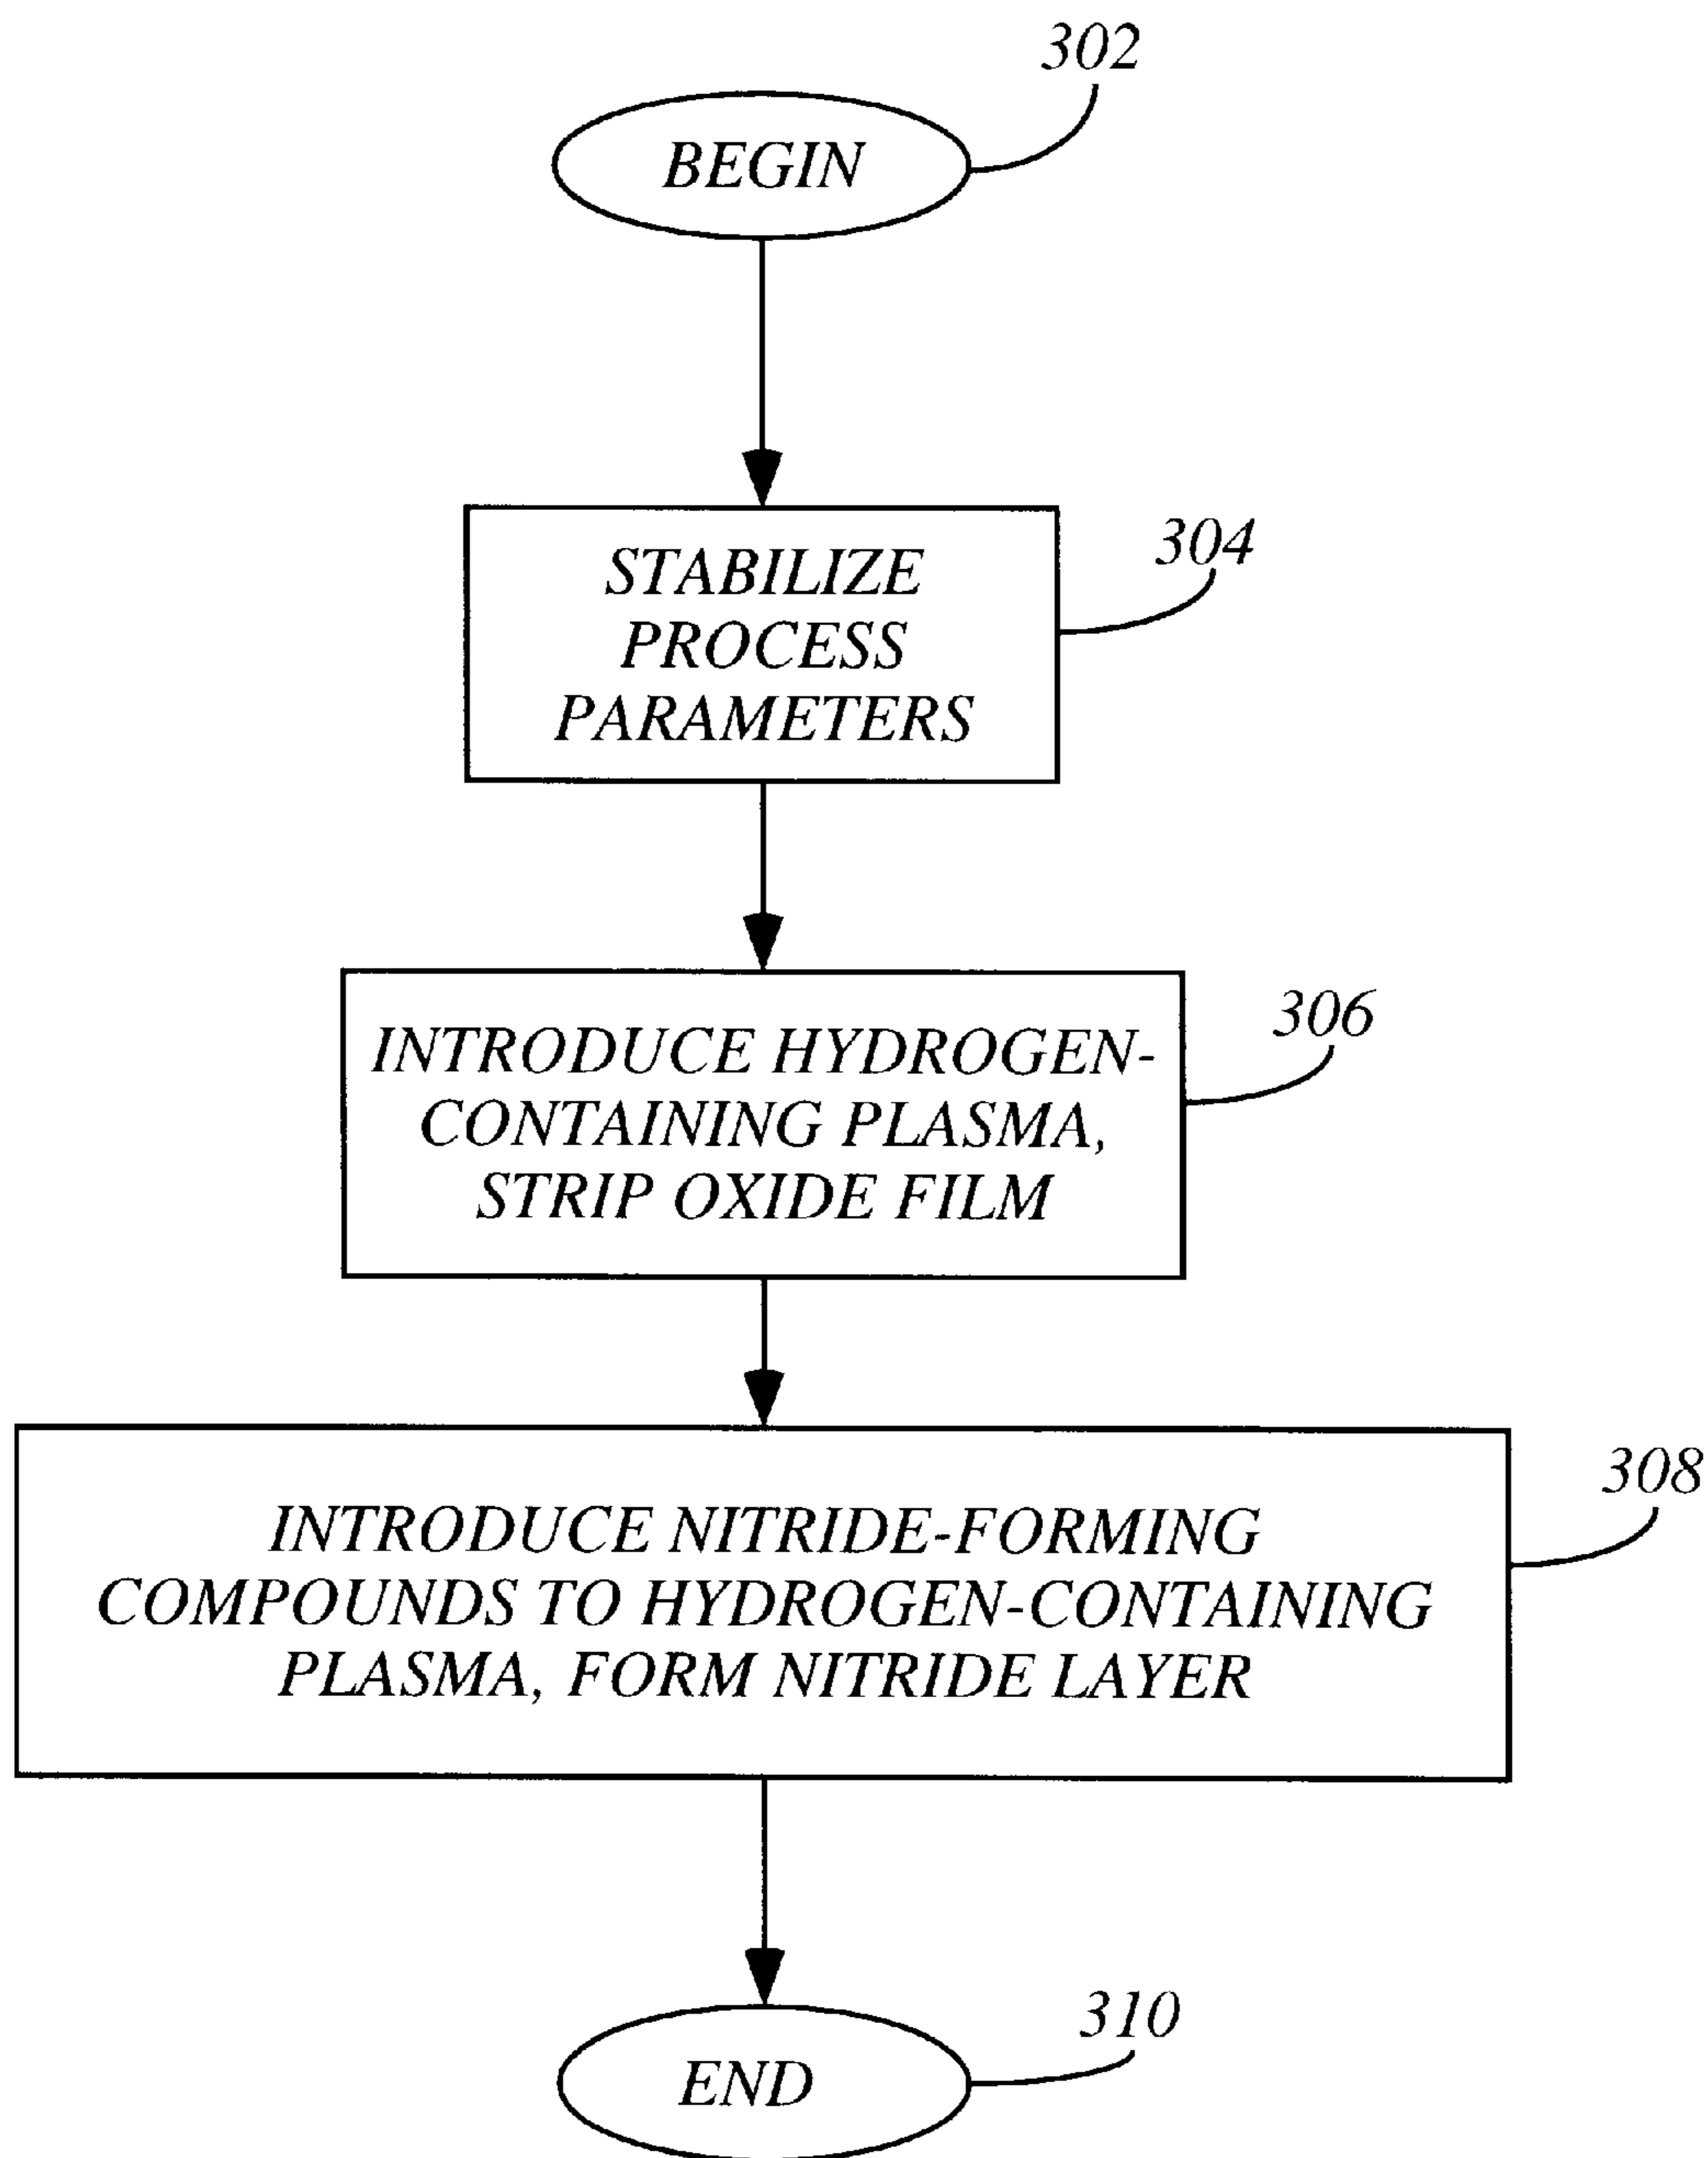 302
BEGIN
304
STABILIZE
PROCESS
PARAMETERS
306
INTRODUCE HYDROGEN-
CONTAINING PLASMA,
STRIP OXIDE FILM
308
INTRODUCE NITRIDE-FORMING
COMPOUNDS TO HYDROGEN-CONTAINING
PLASMA, FORM NITRIDE LAYER
310
END